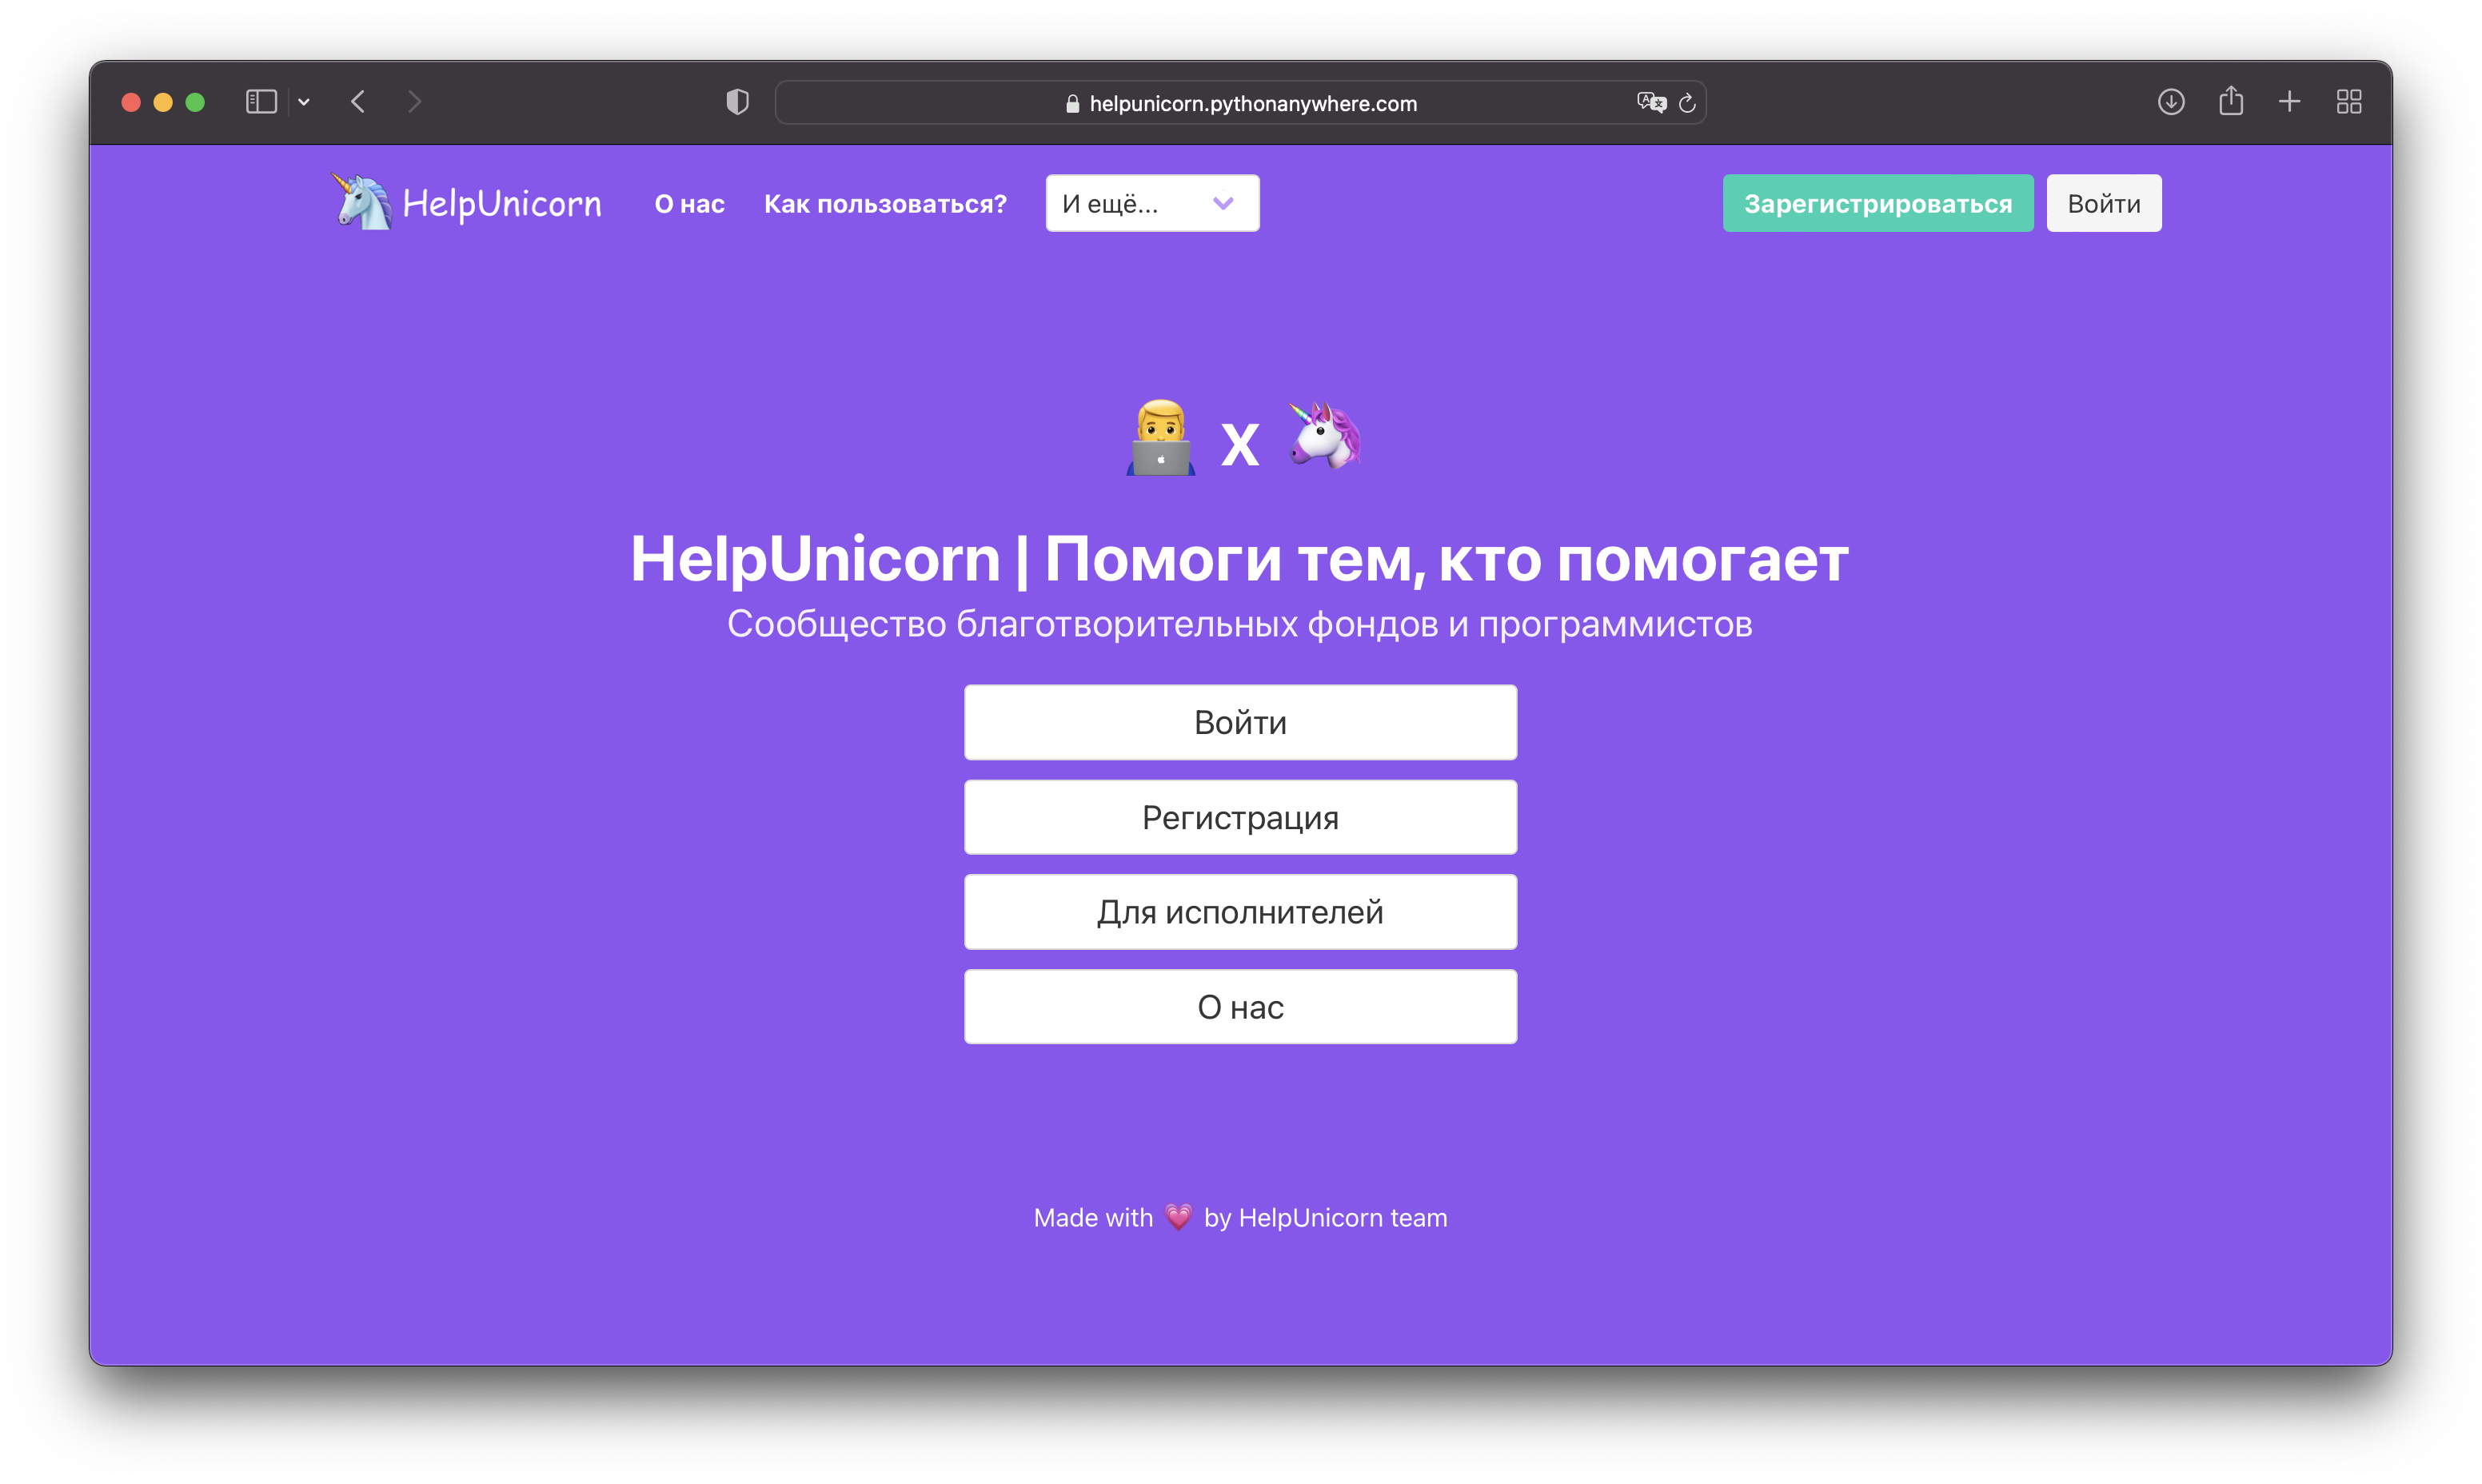 helpunicorn.pythonanywhere.com
HelpUnicorn О нас Как пользоваться? И ещё... Зарегистрироваться Войти
x
HelpUnicorn | Помоги тем, кто помогает
Сообщество благотворительных фондов и программистов
Войти
Регистрация
Для исполнителей
О нас
Made with 💗 by HelpUnicorn team